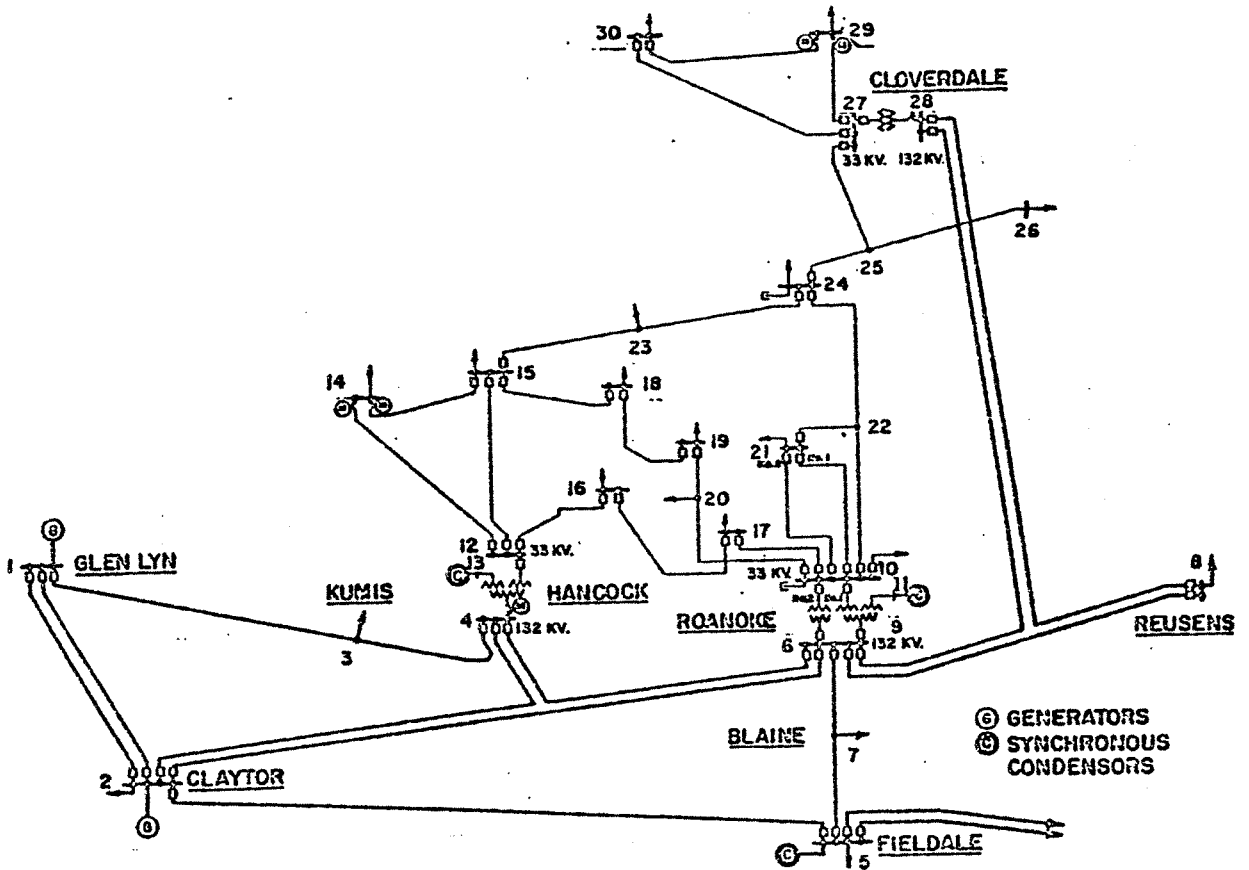 30
29
CLOVERDALE
27
28
33 KV.
132 KV.
26
25
24
23
15
14
18
22
19
21
16
20
17
12
33 KV.
13
10
1
G
GLEN LYN
KUMIS
C
HANCOCK
33 KV.
11
8
ROANOKE
9
4
132 KV.
REUSENS
3
6
132 KV.
G GENERATORS
C SYNCHRONOUS
CONDENSORS
BLAINE
7
2
CLAYTOR
G
C
5
FIELDALE